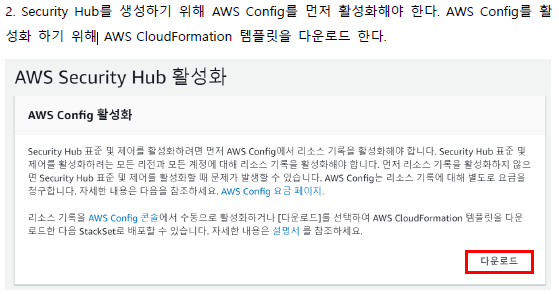 2. Security Hub를 생성하기 위해 AWS Config를 먼저 활성화해야 한다. AWS Config를 활
성화 하기 위해 AWS CloudFormation 템플릿을 다운로드 한다.
AWS Security Hub 활성화
AWS Config 활성화
Security Hub 표준 및 제어를 활성화하려면 먼저 AWS Config에서 리소스 기록을 활성화해야 합니다. Security Hub 표준 및
제어를 활성화하려는 모든 리전과 모든 계정에 대해 리소스 기록을 활성화해야 합니다. 먼저 리소스 기록을 활성화하지 않으
면 Security Hub 표준 및 제어를 활성화할 때 문제가 발생할 수 있습니다. AWS Config는 리소스 기록에 대해 별도로 요금을
청구합니다. 자세한 내용은 다음을 참조하세요. AWS Config 요금 페이지.
리소스 기록을 AWS Config 콘솔에서 수동으로 활성화하거나 [다운로드]를 선택하여 AWS CloudFormation 템플릿을 다운
로드한 다음 StackSet로 배포할 수 있습니다. 자세한 내용은 설명서 를 참조하세요.
다운로드